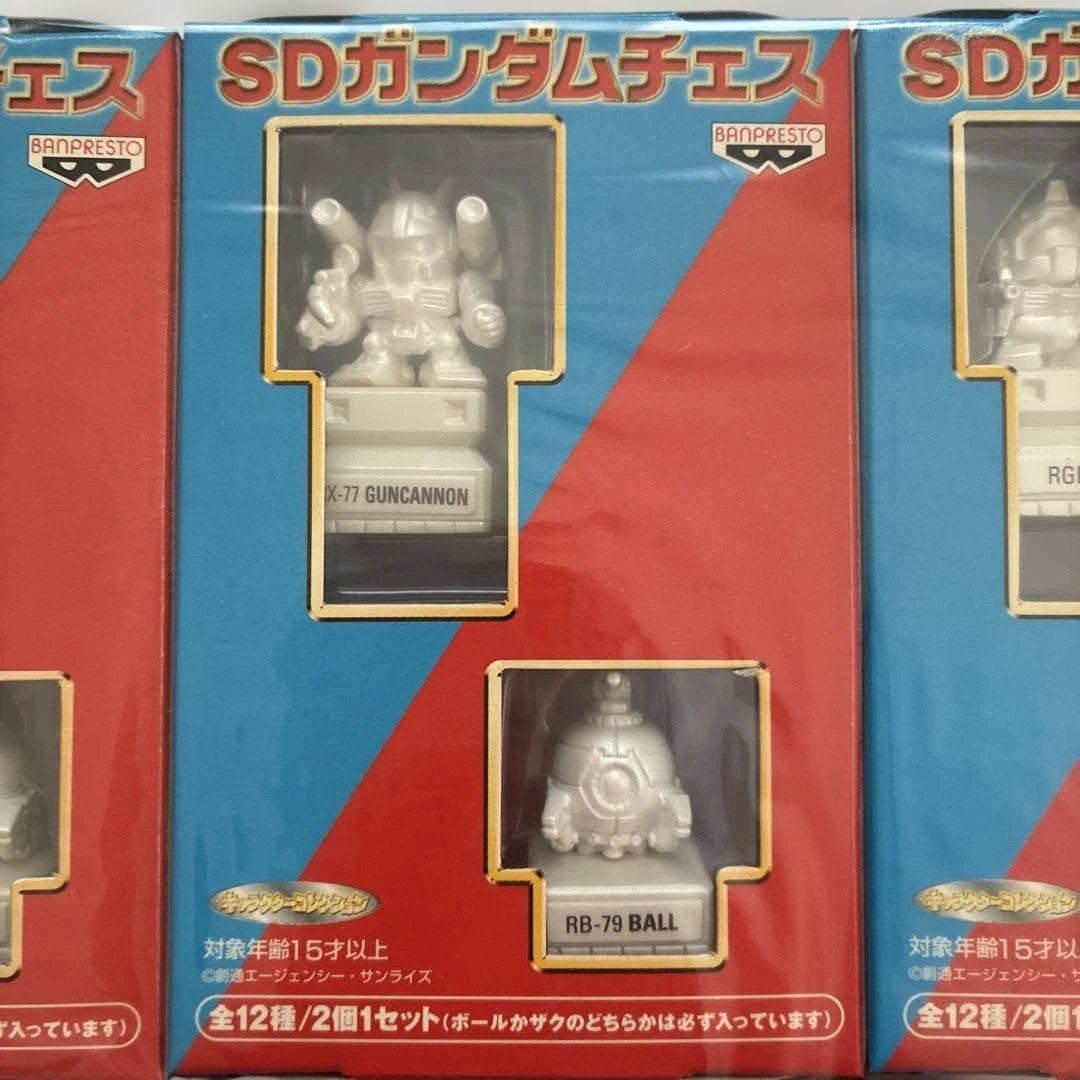 チェス
BANPRESTO
ず入っています)
SDガンダムチェス
BANPRESTO
RX-77 GUNCANNON
RB-79 BALL
キャラクターコレクション
対象年齢15才以上
©創通エージェンシー・サンライズ
全12種/2個1セット(ボールかザクのどちらかは必ず入っています)
SDガ
RG
キャラクターコレクション
対象年齢15才以
©創通エージェンシー・サ
全12種/2個